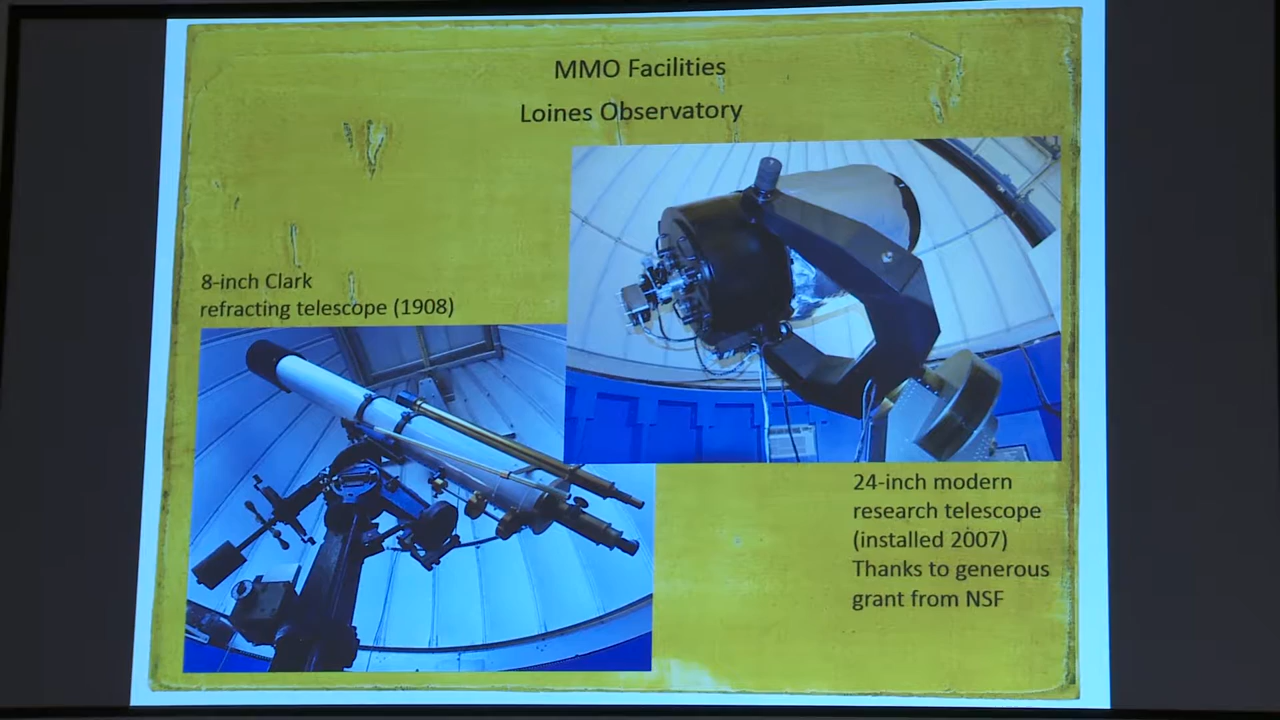 MMO Facilities
Loines Observatory
8-inch Clark
refracting telescope (1908)
24-inch modern
research telescope
(installed 2007)
Thanks to generous
grant from NSF